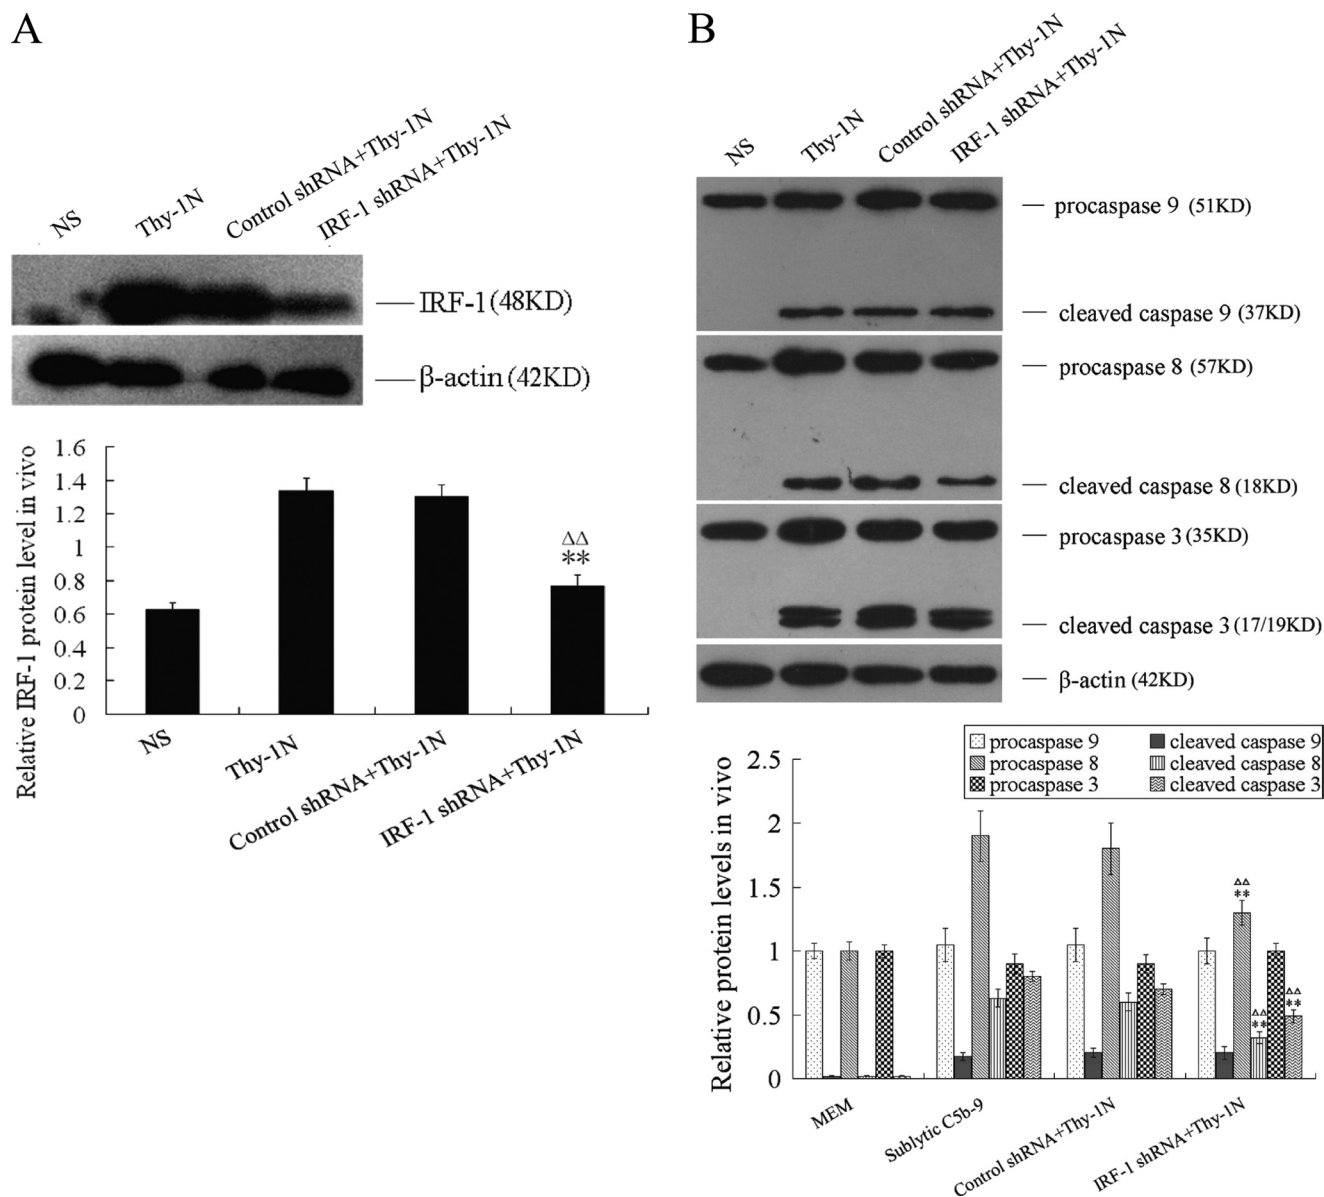 A
NS
Thy-1N
Control shRNA+Thy-1N
IRF-1 shRNA+Thy-1N
IRF-1 (48KD)
β-actin (42KD)
Relative IRF-1 protein level in vivo
1.6
1.4
1.2
1
0.8
0.6
0.4
0.2
0
ΔΔ
**
NS
Thy-1N
Control shRNA+Thy-1N
IRF-1 shRNA+Thy-1N
B
NS
Thy-1N
Control shRNA+Thy-1N
IRF-1 shRNA+Thy-1N
procaspase 9 (51KD)
cleaved caspase 9 (37KD)
procaspase 8 (57KD)
cleaved caspase 8 (18KD)
procaspase 3 (35KD)
cleaved caspase 3 (17/19KD)
β-actin (42KD)
procaspase 9 cleaved caspase 9
procaspase 8 cleaved caspase 8
procaspase 3 cleaved caspase 3
Relative protein levels in vivo
2.5
2
1.5
1
0.5
0
ΔΔ
**
ΔΔ
**
ΔΔ
**
MEM
Sublytic C5b-9
Control shRNA+Thy-1N
IRF-1 shRNA+Thy-1N